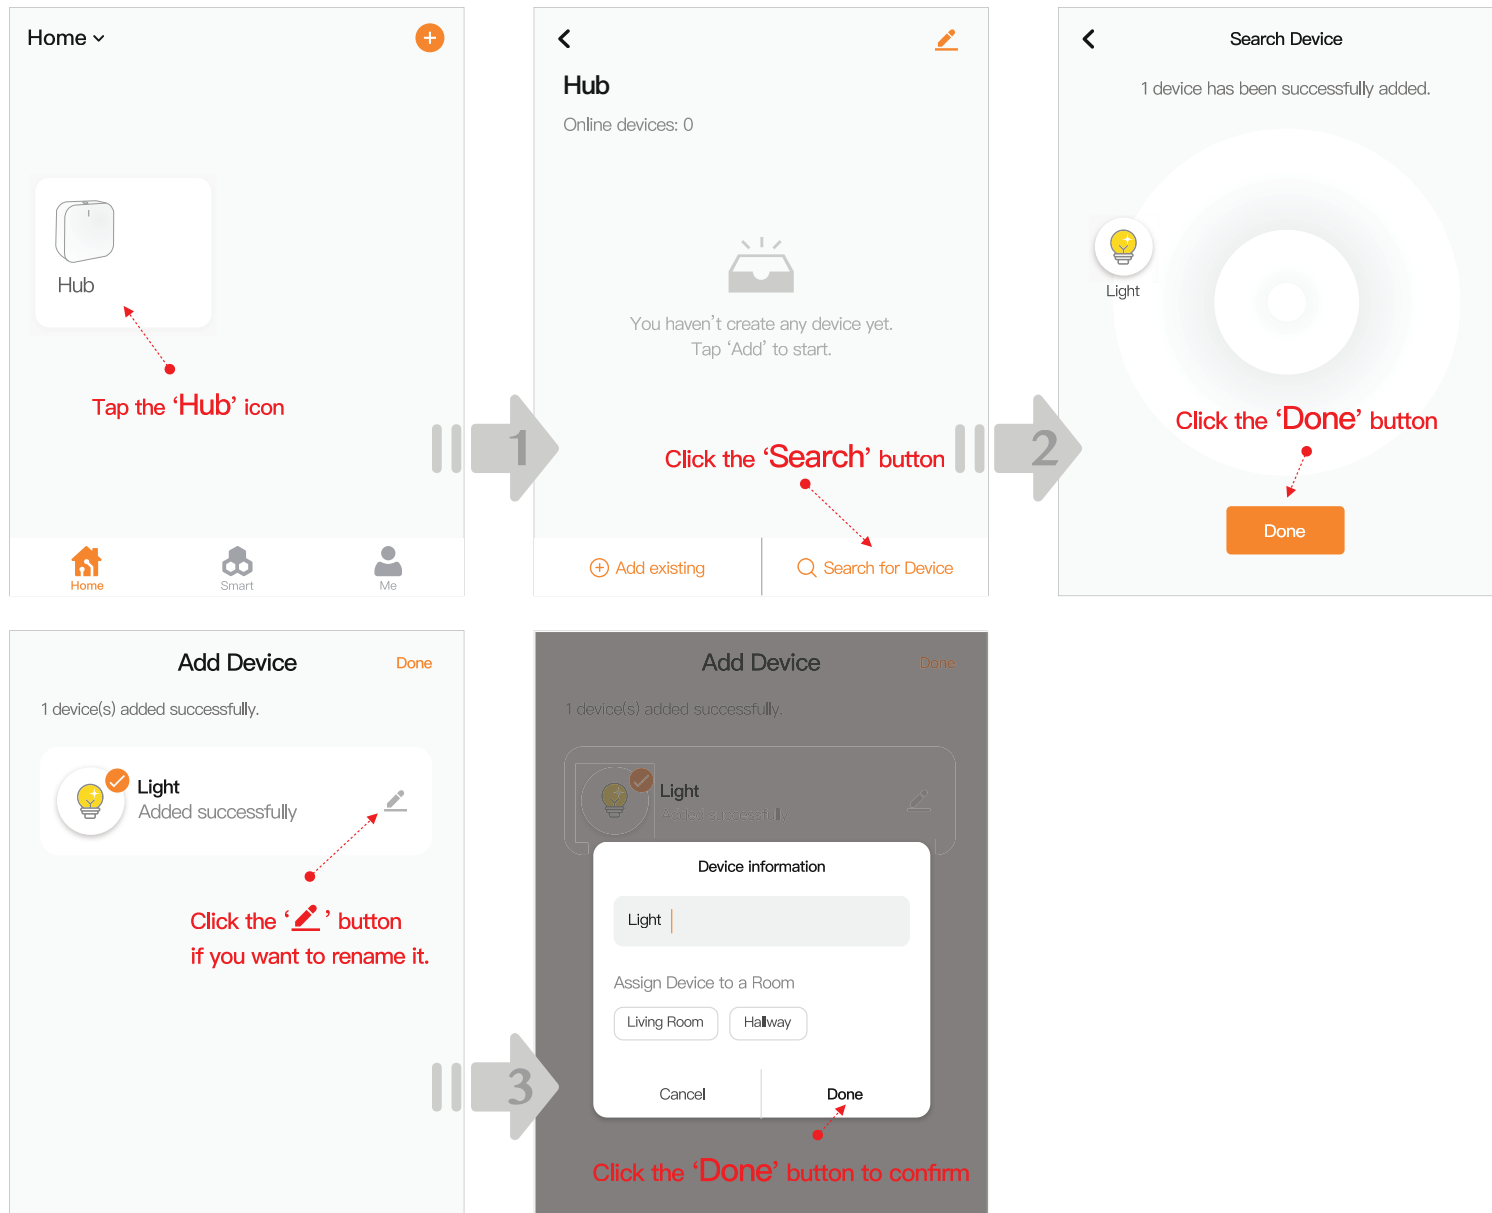 Home
Hub
Tap the ‘Hub’ icon
Home
Smart
Me
1
Hub
Online devices: 0
You haven’t create any device yet.
Tap ‘Add’ to start.
Click the ‘Search’ button
Add existing
Search for Device
2
Search Device
1 device has been successfully added.
Light
Click the ‘Done’ button
Done
Add Device
Done
1 device(s) added successfully.
Light
Added successfully
Click the ‘ ’ button
if you want to rename it.
3
Add Device
Done
1 device(s) added successfully.
Light
Added successfully
Device information
Light
Assign Device to a Room
Living Room
Hallway
Cancel
Done
Click the ‘Done’ button to confirm